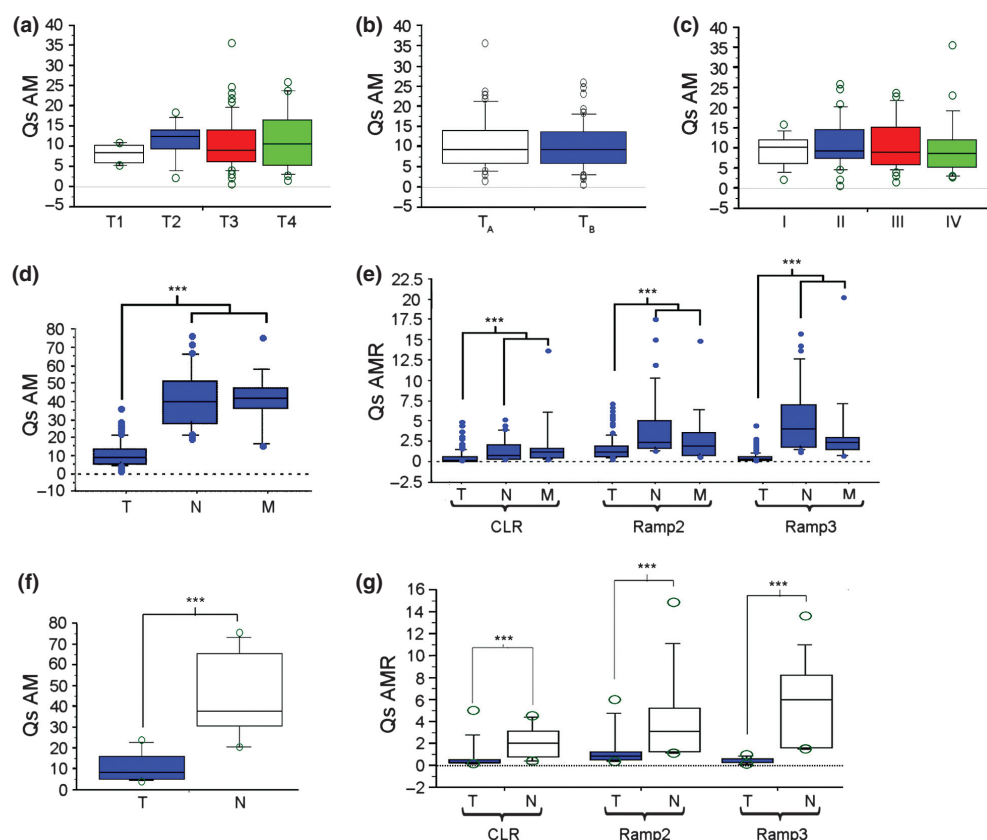 (a)
Qs AM
40
35
30
25
20
15
10
5
0
–5
T1 T2 T3 T4
(b)
Qs AM
40
35
30
25
20
15
10
5
0
–5
T_A T_B
(c)
Qs AM
40
35
30
25
20
15
10
5
0
–5
I II III IV
(d)
***
Qs AM
80
70
60
50
40
30
20
10
0
–10
T N M
(e)
*** *** ***
Qs AMR
22.5
20
17.5
15
12.5
10
7.5
5
2.5
0
–2.5
T N M T N M T N M
CLR Ramp2 Ramp3
(f)
***
Qs AM
80
70
60
50
40
30
20
10
0
T N
(g)
*** *** ***
Qs AMR
16
14
12
10
8
6
4
2
0
–2
T N T N T N
CLR Ramp2 Ramp3